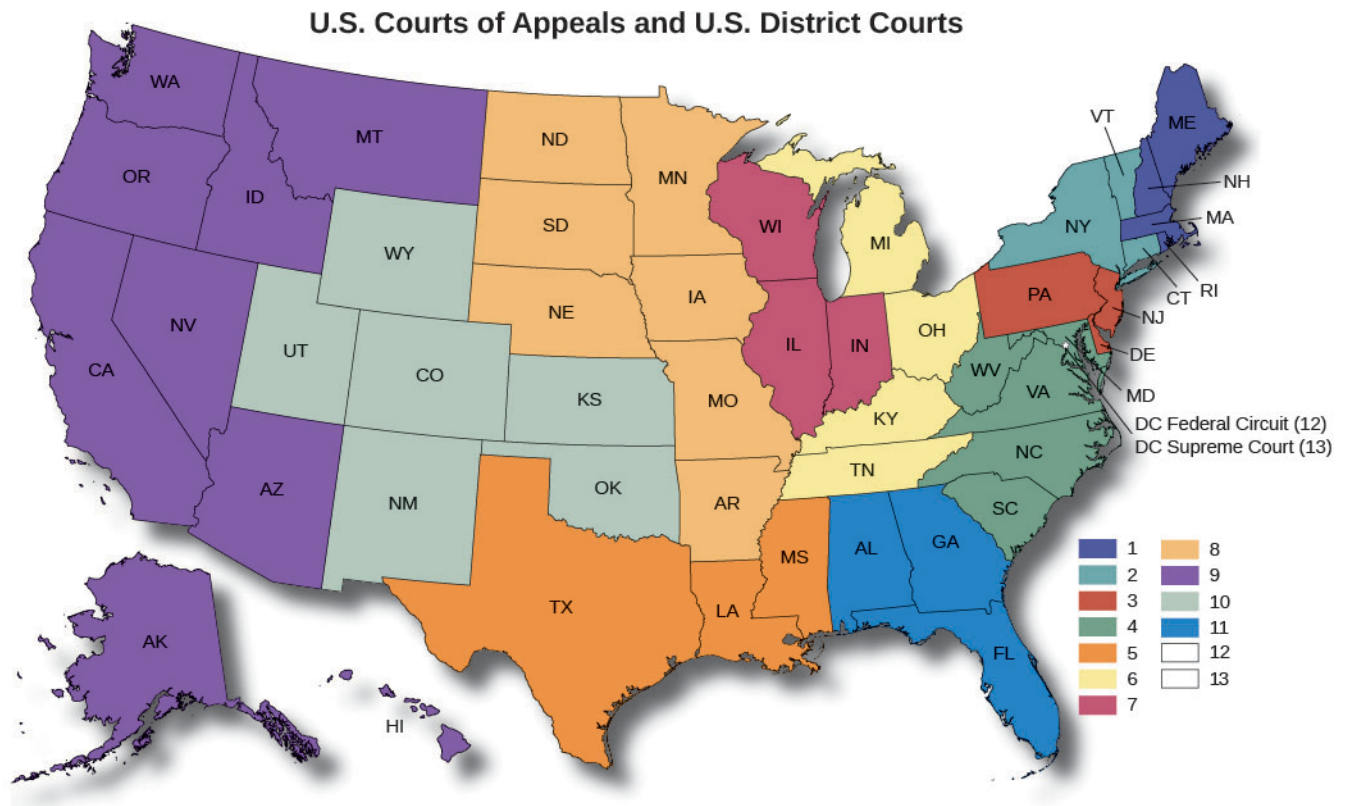 U.S. Courts of Appeals and U.S. District Courts
WA
MT
ND
MN
VT
ME
OR
ID
SD
WI
MI
NY
NH
MA
WY
NE
IA
PA
CT
RI
NJ
NV
UT
CO
IL
IN
OH
DE
CA
KS
MO
WV
VA
MD
KY
DC Federal Circuit (12)
DC Supreme Court (13)
AZ
NM
OK
AR
TN
NC
SC
TX
LA
MS
AL
GA
FL
AK
HI
1
2
3
4
5
6
7
8
9
10
11
12
13